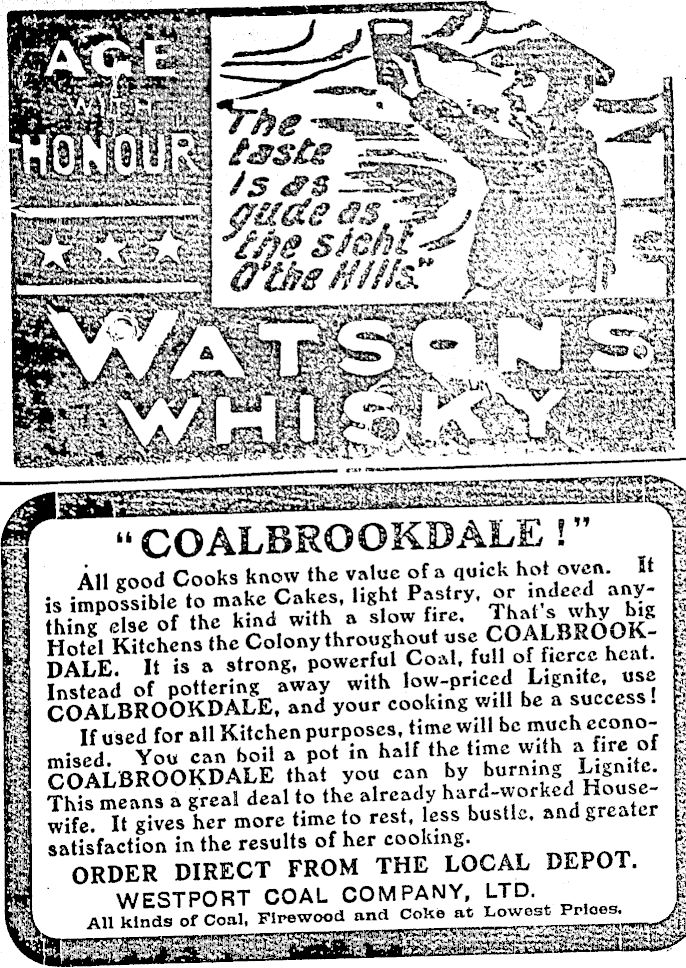 AGE
WITH
HONOUR
"The
taste
Is as
gude as
the sicht
O' the Hills."
WATSONS
WHISKY
"COALBROOKDALE!"
All good Cooks know the value of a quick hot oven. It
is impossible to make Cakes, light Pastry, or indeed any-
thing else of the kind with a slow fire. That's why big
Hotel Kitchens the Colony throughout use COALBROOK-
DALE. It is a strong, powerful Coal, full of fierce heat.
Instead of pottering away with low-priced Lignite, use
COALBROOKDALE, and your cooking will be a success!
If used for all Kitchen purposes, time will be much econo-
mised. You can boil a pot in half the time with a fire of
COALBROOKDALE that you can by burning Lignite.
This means a great deal to the already hard-worked House-
wife. It gives her more time to rest, less bustle, and greater
satisfaction in the results of her cooking.
ORDER DIRECT FROM THE LOCAL DEPOT.
WESTPORT COAL COMPANY, LTD.
All kinds of Coal, Firewood and Coke at Lowest Prices.